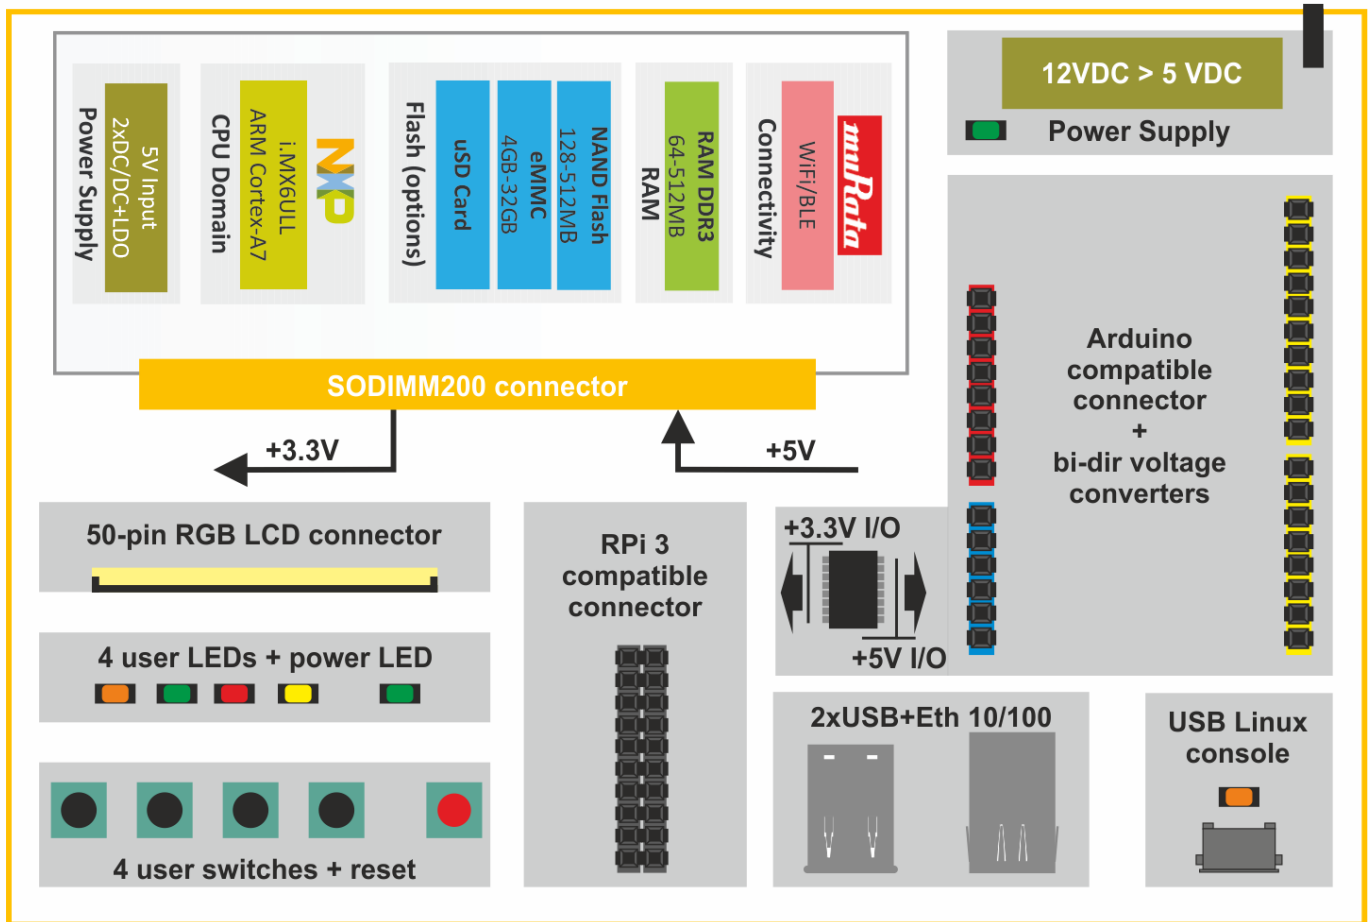 5V Input
2xDC/DC+LDO
Power Supply
NXP
i.MX6ULL
ARM Cortex-A7
CPU Domain
NAND Flash
128-512MB
eMMC
4GB-32GB
uSD Card
Flash (options)
RAM DDR3
64-512MB
RAM
muRata
WiFi/BLE
Connectivity
SODIMM200 connector
+3.3V
+5V
12VDC > 5 VDC
Power Supply
Arduino
compatible
connector
+
bi-dir voltage
converters
50-pin RGB LCD connector
4 user LEDs + power LED
4 user switches + reset
RPi 3
compatible
connector
+3.3V I/O
+5V I/O
2xUSB+Eth 10/100
USB Linux
console